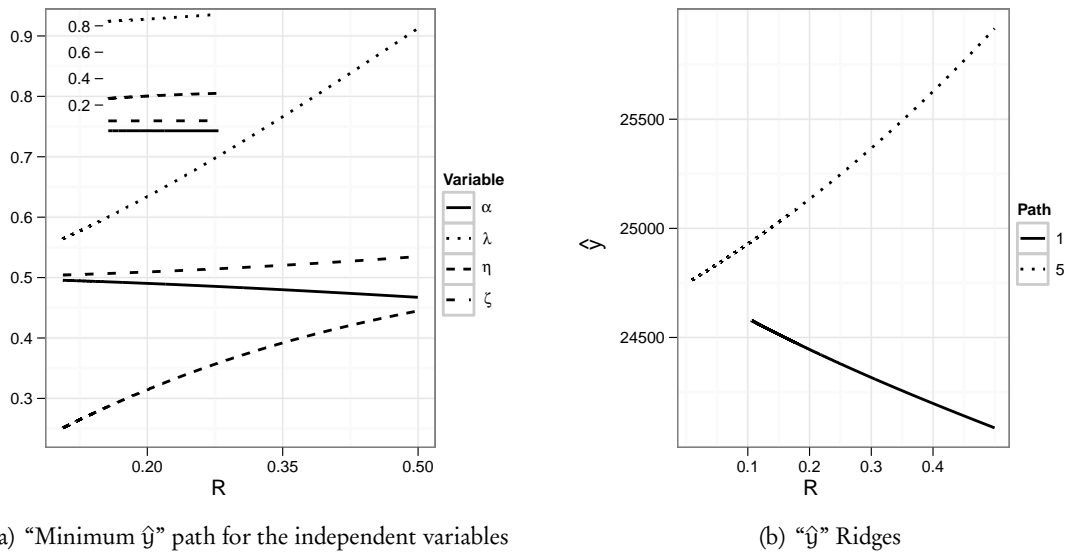 0.9
0.8
0.7
0.6
0.5
0.4
0.3
0.8
0.6
0.4
0.2
0.20
0.35
0.50
R
Variable
α
λ
η
ζ
a) “Minimum ŷ” path for the independent variables
25500
25000
24500
ŷ
0.1
0.2
0.3
0.4
R
Path
1
5
(b) “ŷ” Ridges